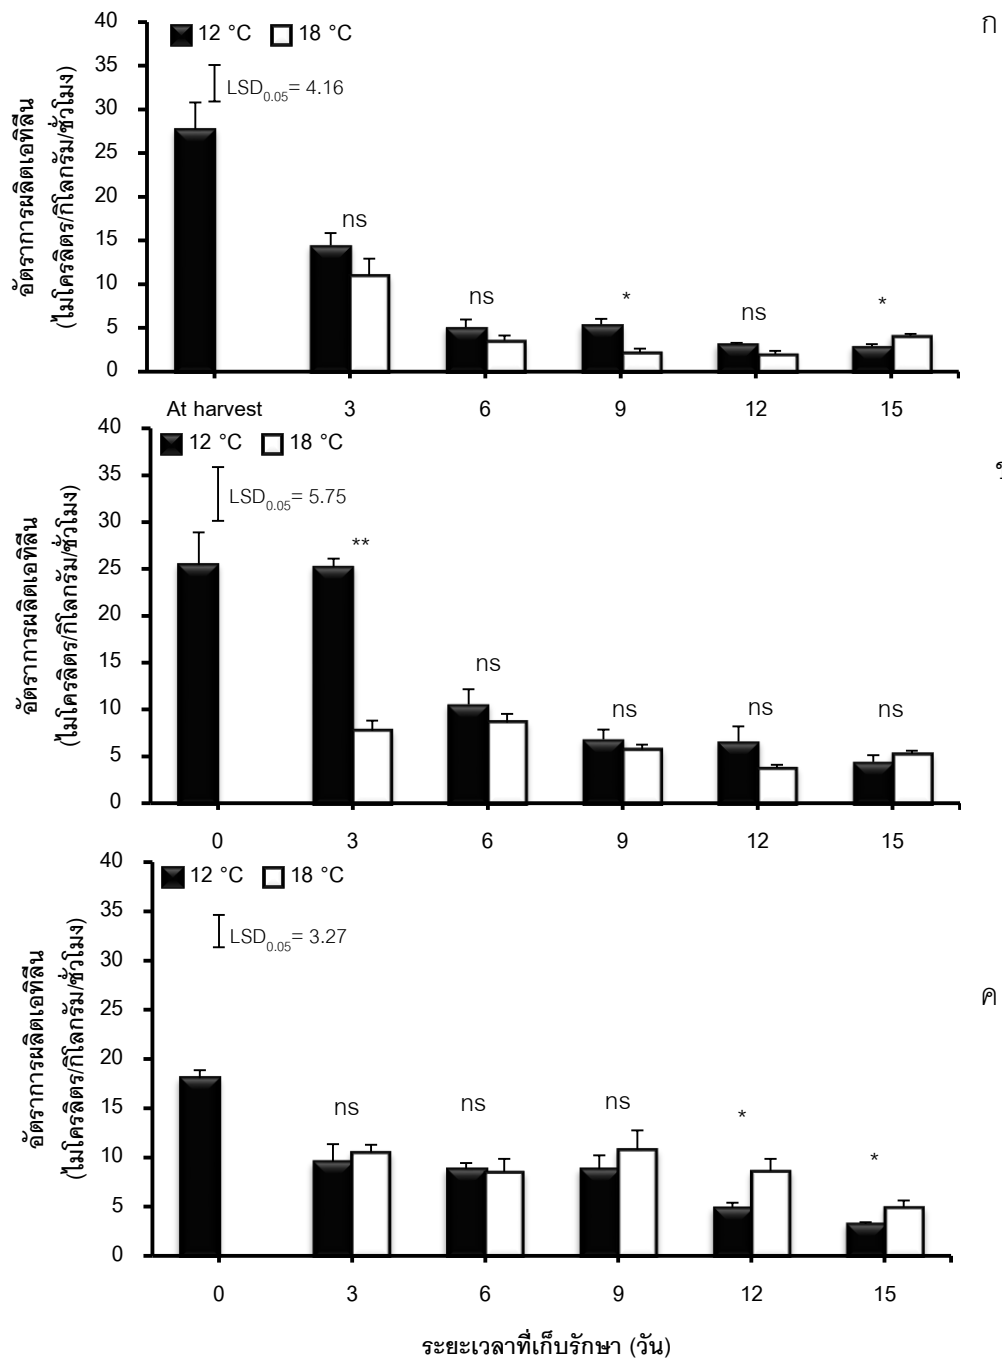 ก
12 °C 18 °C
LSD0.05= 4.16
อัตราการผลิตเอทิลีน
(ไมโครลิตร/กิโลกรัม/ชั่วโมง)
40
35
30
25
20
15
10
5
0
ns
ns
*
ns
*
At harvest 3 6 9 12 15
12 °C 18 °C
LSD0.05= 5.75
อัตราการผลิตเอทิลีน
(ไมโครลิตร/กิโลกรัม/ชั่วโมง)
40
35
30
25
20
15
10
5
0
**
ns
ns
ns
ns
0 3 6 9 12 15
12 °C 18 °C
LSD0.05= 3.27
ค
อัตราการผลิตเอทิลีน
(ไมโครลิตร/กิโลกรัม/ชั่วโมง)
40
35
30
25
20
15
10
5
0
ns
ns
ns
*
*
0 3 6 9 12 15
ระยะเวลาที่เก็บรักษา (วัน)